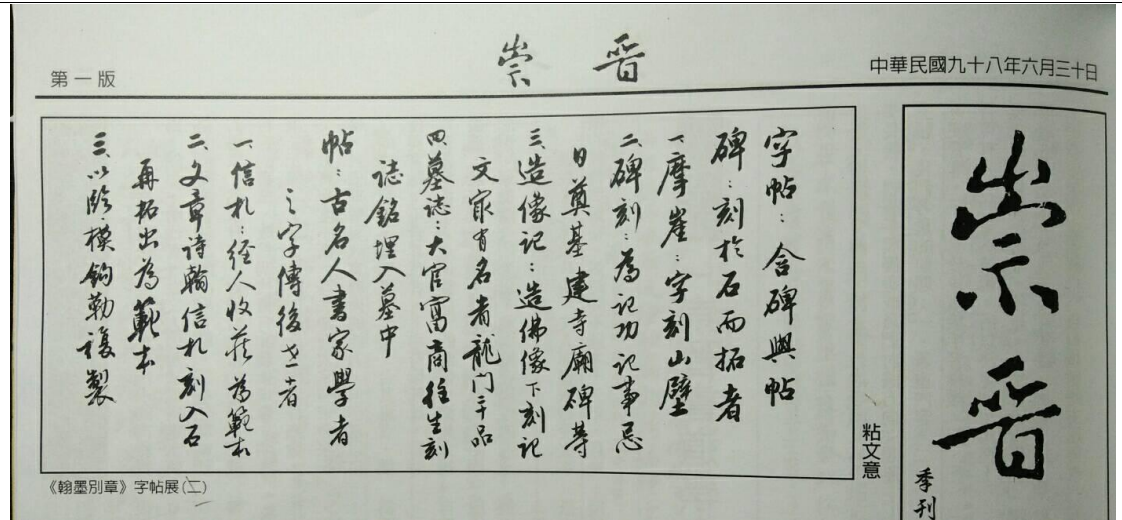 第一版
崇晉
中華民國九十八年六月三十日
崇晉
季刊
字帖：含碑與帖
碑：刻於石而拓者
一、摩崖：字刻山壁
二、碑刻：為記功記事忌
日奠基建寺廟碑等
三、造像記：造佛像下刻記
文最有名者龍門二十品
四、墓誌：大官富商往生刻
誌銘埋入墓中
帖：古名人書家學者
之字傳後世者
一、信札：經人收藏為範本
二、文章詩翰信札刻入石
再拓出為範本
三、以臨模鉤勒複製
粘文意
《翰墨別章》字帖展(二)